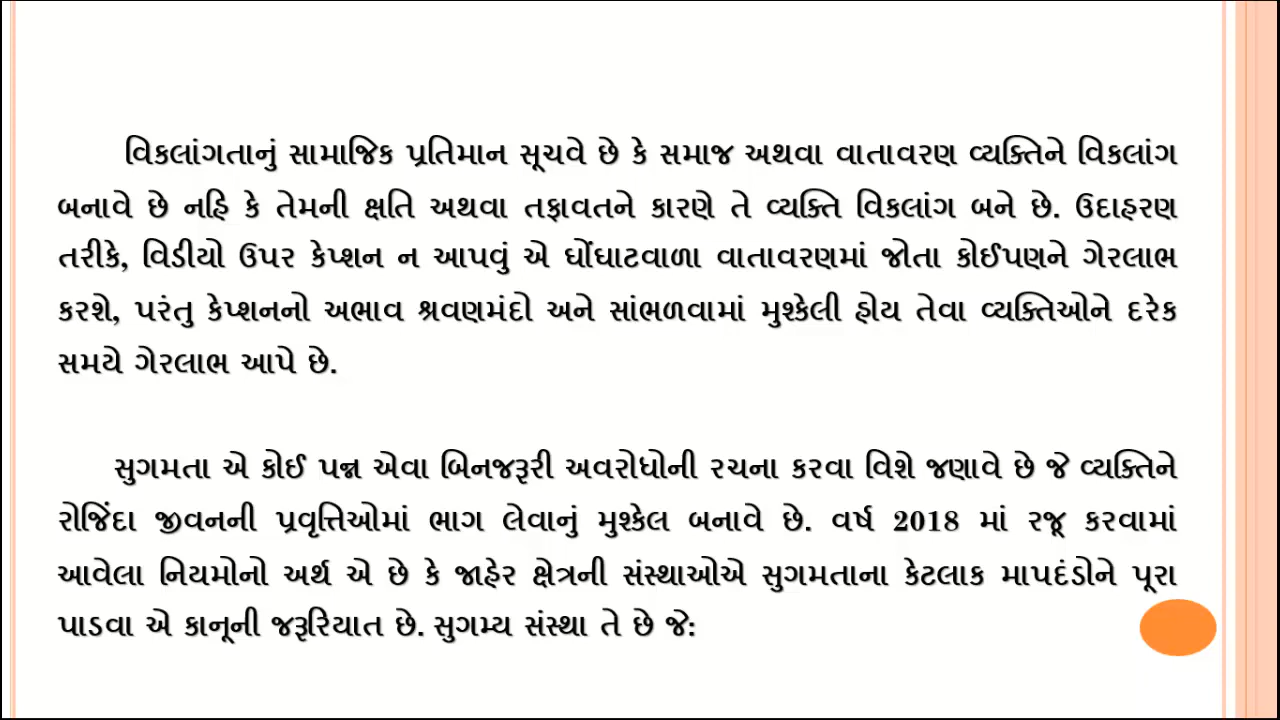 વિકલાંગતાનું સામાજિક પ્રતિમાન સૂચવે છે કે સમાજ અથવા વાતાવરણ વ્યક્તિને વિકલાંગ
બનાવે છે નહિ કે તેમની ક્ષતિ અથવા તફાવતને કારણે તે વ્યક્તિ વિકલાંગ બને છે. ઉદાહરણ
તરીકે, વિડીયો ઉપર કેપ્શન ન આપવું એ ઘોંઘાટવાળા વાતાવરણમાં જોતા કોઈપણને ગેરલાભ
કરશે, પરંતુ કેપ્શનનો અભાવ શ્રવણમંદો અને સાંભળવામાં મુશ્કેલી હોય તેવા વ્યક્તિઓને દરેક
સમયે ગેરલાભ આપે છે.
સુગમતા એ કોઈ પન્ન એવા બિનજરૂરી અવરોધોની રચના કરવા વિશે જણાવે છે જે વ્યક્તિને
રોજિંદા જીવનની પ્રવૃત્તિઓમાં ભાગ લેવાનું મુશ્કેલ બનાવે છે. વર્ષ 2018 માં રજૂ કરવામાં
આવેલા નિયમોનો અર્થ એ છે કે જાહેર ક્ષેત્રની સંસ્થાઓએ સુગમતાના કેટલાક માપદંડોને પૂરા
પાડવા એ કાનૂની જરૂરિયાત છે. સુગમ્ય સંસ્થા તે છે જે: